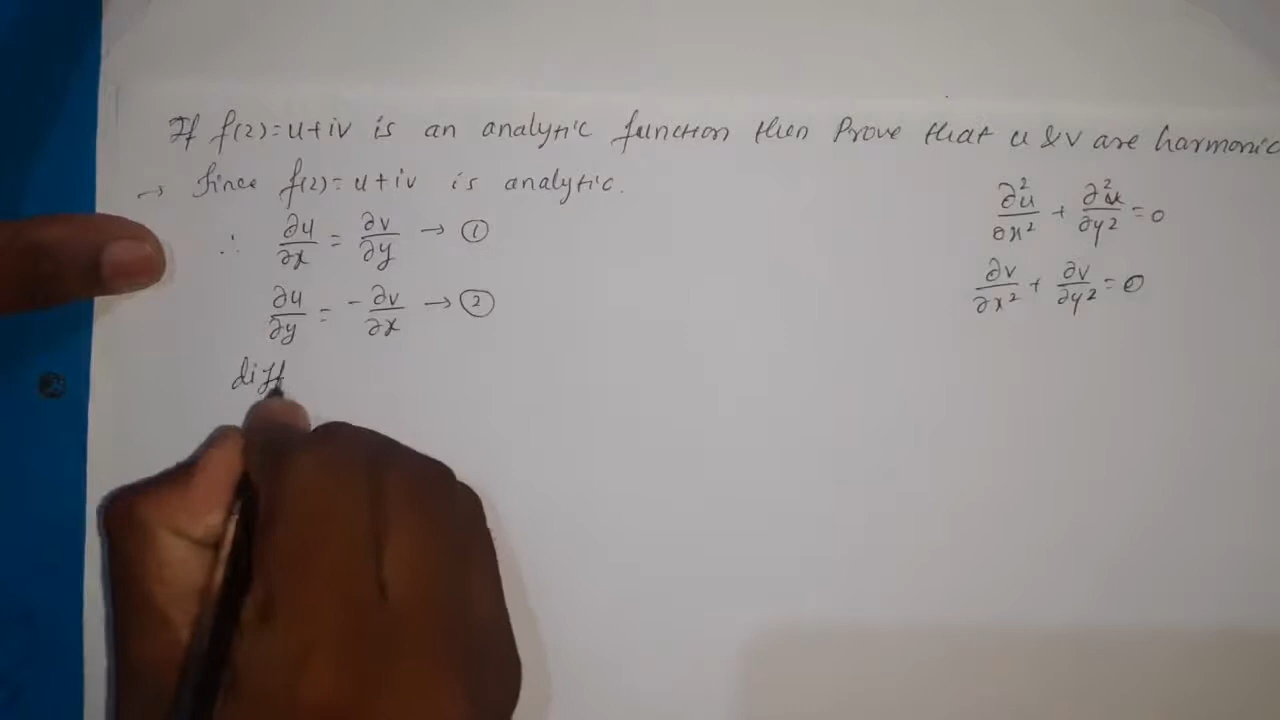 If f(z)=u+iv is an analytic function then Prove that u & v are harmonic
→ Since f(z)=u+iv is analytic.
∴ ∂u/∂x = ∂v/∂y → ①
∂u/∂y = -∂v/∂x → ②
diff
∂²u/∂x² + ∂²u/∂y² = 0
∂v/∂x² + ∂v/∂y² = 0